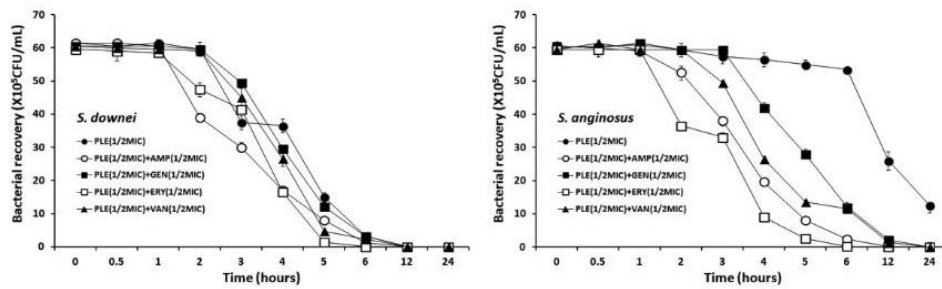 Bacterial recovery (X10⁵CFU/mL)
70
60
50
40
30
20
10
0
S. downei
PLE(1/2MIC)
PLE(1/2MIC)+AMP(1/2MIC)
PLE(1/2MIC)+GEN(1/2MIC)
PLE(1/2MIC)+ERY(1/2MIC)
PLE(1/2MIC)+VAN(1/2MIC)
0 0.5 1 2 3 4 5 6 12 24
Time (hours)
Bacterial recovery (X10⁵CFU/mL)
70
60
50
40
30
20
10
0
S. anginosus
PLE(1/2MIC)
PLE(1/2MIC)+AMP(1/2MIC)
PLE(1/2MIC)+GEN(1/2MIC)
PLE(1/2MIC)+ERY(1/2MIC)
PLE(1/2MIC)+VAN(1/2MIC)
0 0.5 1 2 3 4 5 6 12 24
Time (hours)